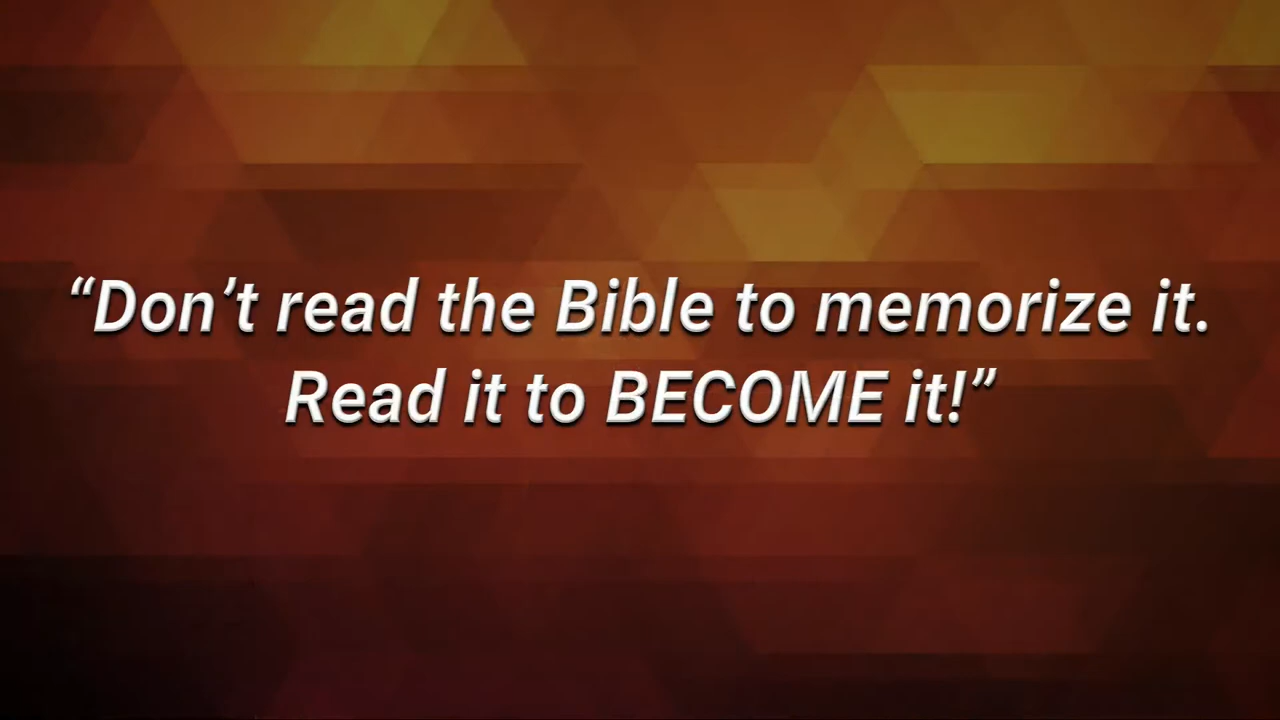 “Don’t read the Bible to memorize it.
Read it to BECOME it!”